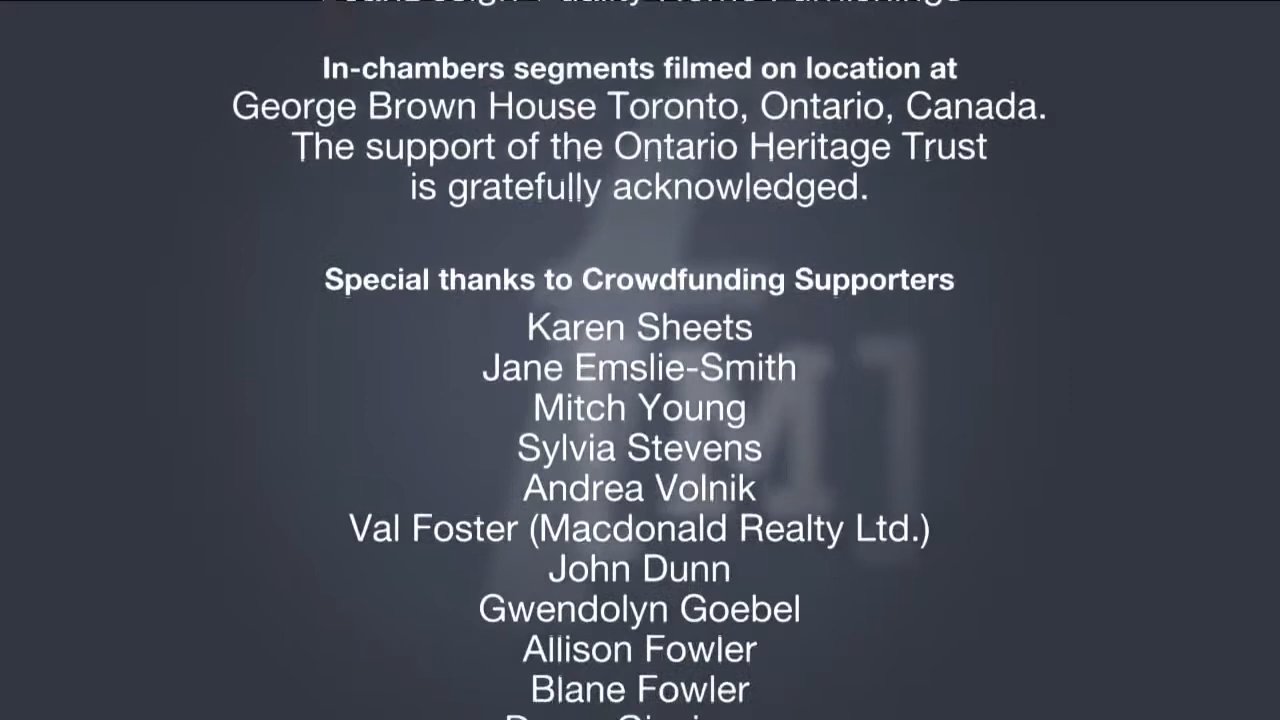 In-chambers segments filmed on location at
George Brown House Toronto, Ontario, Canada.
The support of the Ontario Heritage Trust
is gratefully acknowledged.
Special thanks to Crowdfunding Supporters
Karen Sheets
Jane Emslie-Smith
Mitch Young
Sylvia Stevens
Andrea Volnik
Val Foster (Macdonald Realty Ltd.)
John Dunn
Gwendolyn Goebel
Allison Fowler
Blane Fowler